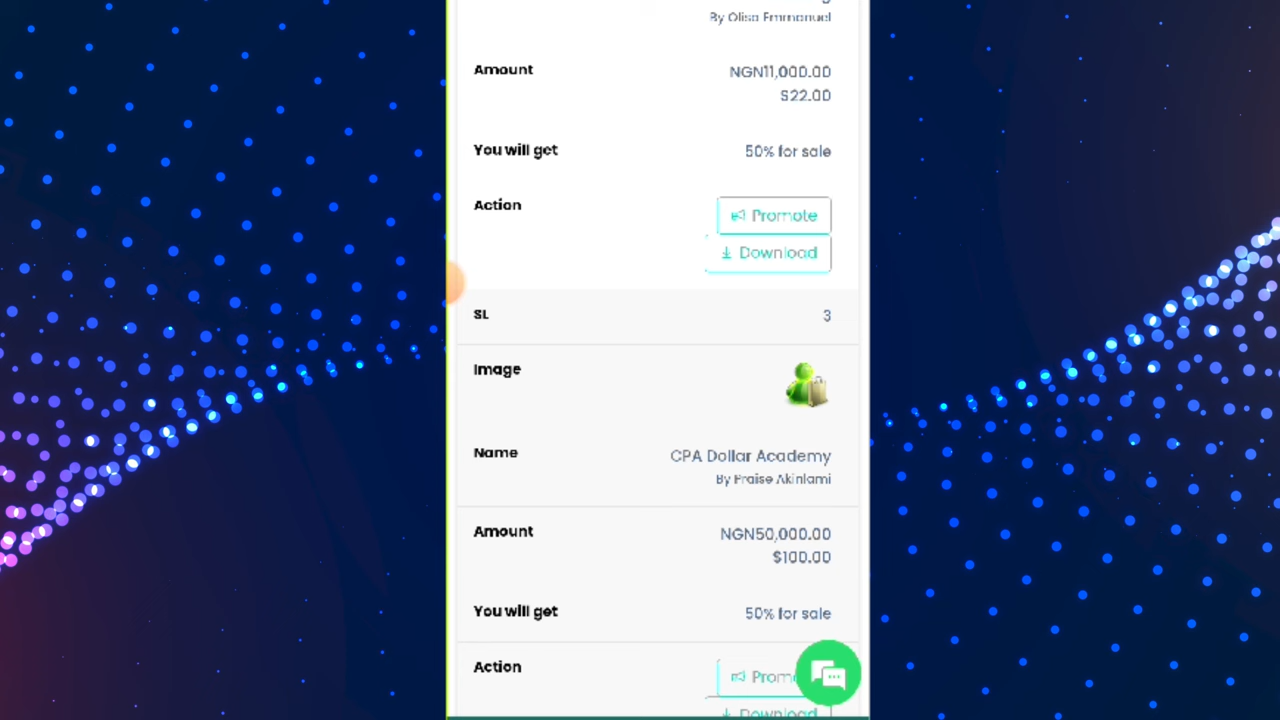 By Olisa Emmanuel
Amount
NGN11,000.00
$22.00
You will get
50% for sale
Action
Promote
Download
SL
3
Image
Name
CPA Dollar Academy
By Praise Akinlami
Amount
NGN50,000.00
$100.00
You will get
50% for sale
Action
Prom
Download